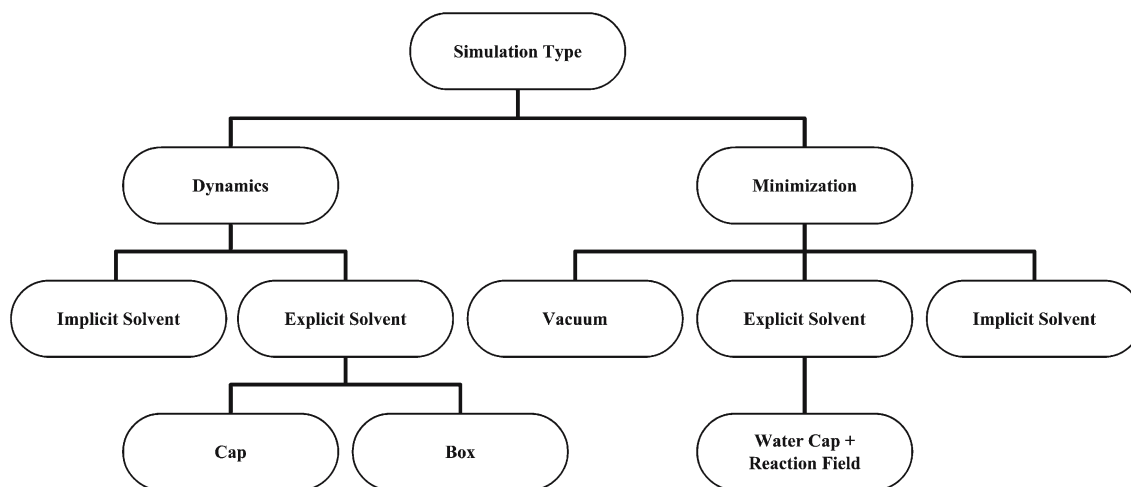 Simulation Type
Dynamics
Minimization
Implicit Solvent
Explicit Solvent
Vacuum
Explicit Solvent
Implicit Solvent
Cap
Box
Water Cap +
Reaction Field